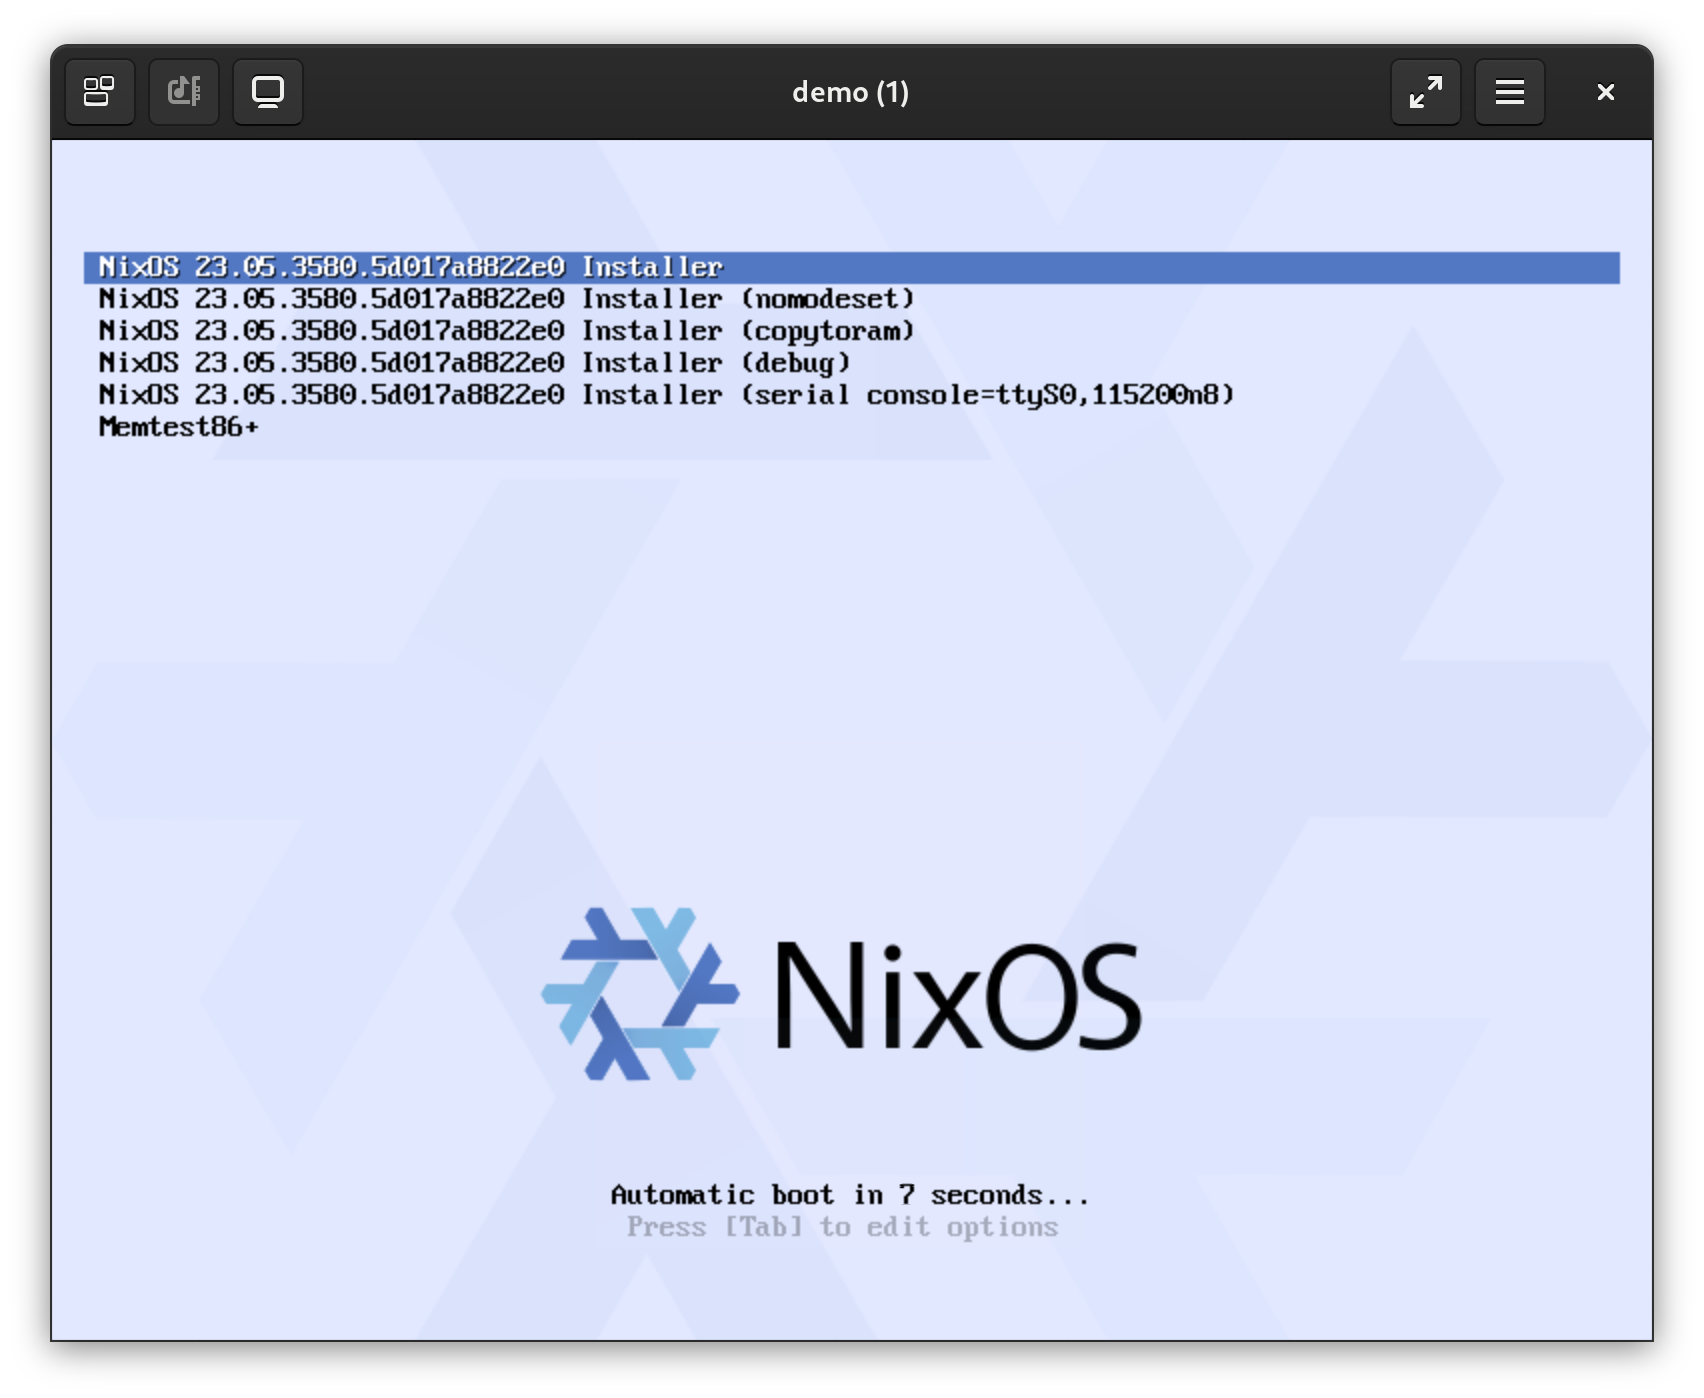 demo (1)
NixOS 23.05.3580.5d017a8822e0 Installer
NixOS 23.05.3580.5d017a8822e0 Installer (nomodeset)
NixOS 23.05.3580.5d017a8822e0 Installer (copytoram)
NixOS 23.05.3580.5d017a8822e0 Installer (debug)
NixOS 23.05.3580.5d017a8822e0 Installer (serial console=ttyS0,115200n8)
Memtest86+
NixOS
Automatic boot in 7 seconds...
Press [Tab] to edit options